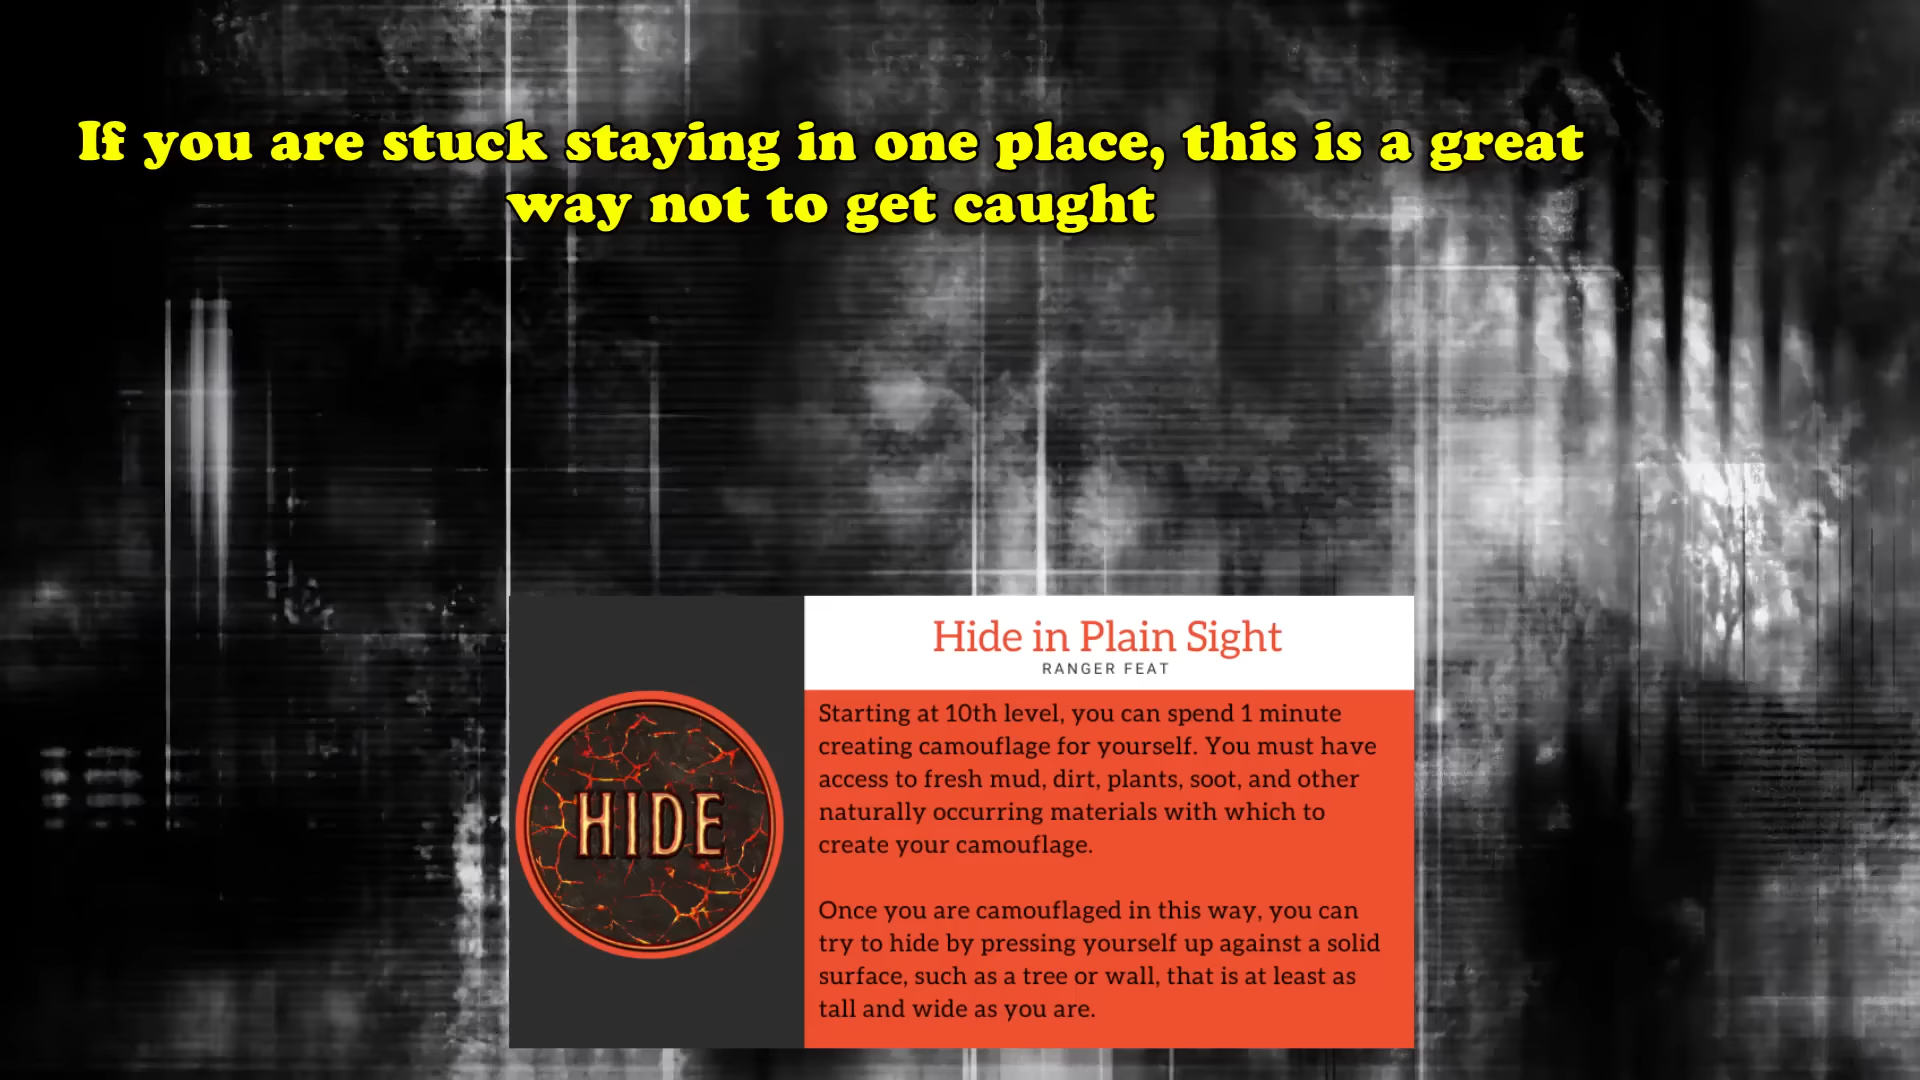 If you are stuck staying in one place, this is a great
way not to get caught
Hide in Plain Sight
RANGER FEAT
HIDE
Starting at 10th level, you can spend 1 minute
creating camouflage for yourself. You must have
access to fresh mud, dirt, plants, soot, and other
naturally occurring materials with which to
create your camouflage.
Once you are camouflaged in this way, you can
try to hide by pressing yourself up against a solid
surface, such as a tree or wall, that is at least as
tall and wide as you are.